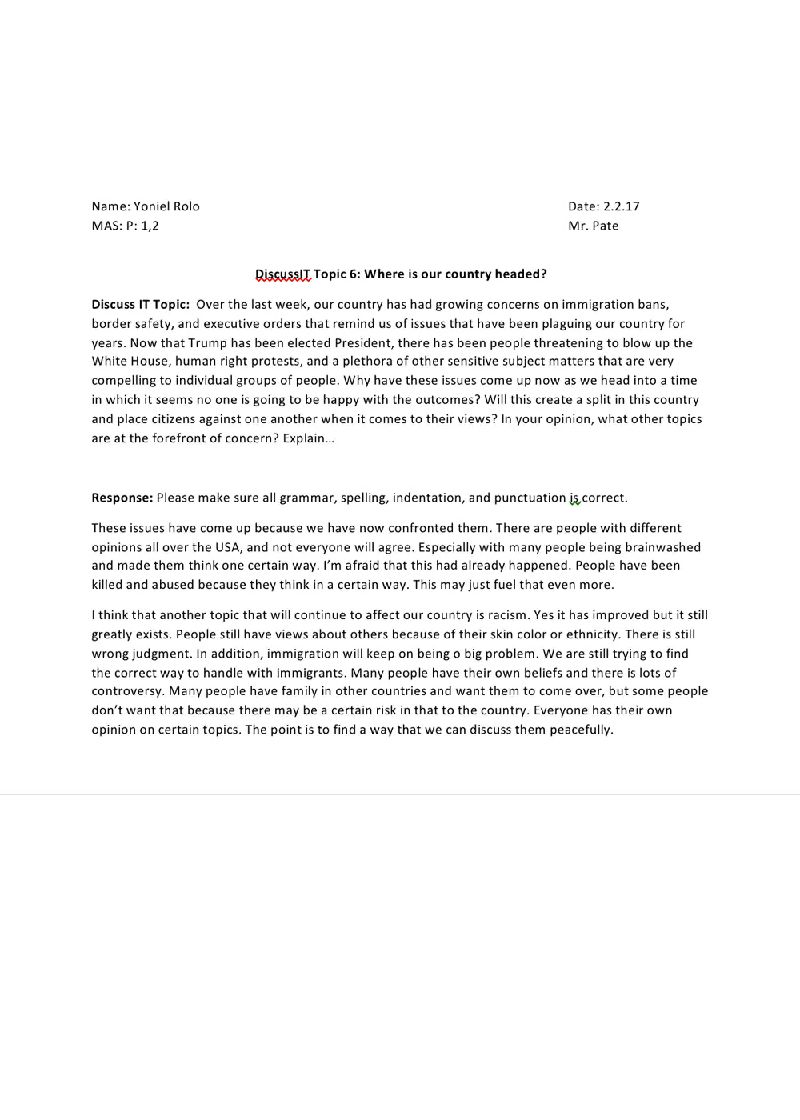 Name: Yoniel Rolo Date: 2.2.17
MAS: P: 1,2 Mr. Pate
DiscussIT Topic 6: Where is our country headed?
Discuss IT Topic: Over the last week, our country has had growing concerns on immigration bans,
border safety, and executive orders that remind us of issues that have been plaguing our country for
years. Now that Trump has been elected President, there has been people threatening to blow up the
White House, human right protests, and a plethora of other sensitive subject matters that are very
compelling to individual groups of people. Why have these issues come up now as we head into a time
in which it seems no one is going to be happy with the outcomes? Will this create a split in this country
and place citizens against one another when it comes to their views? In your opinion, what other topics
are at the forefront of concern? Explain...
Response: Please make sure all grammar, spelling, indentation, and punctuation is correct.
These issues have come up because we have now confronted them. There are people with different
opinions all over the USA, and not everyone will agree. Especially with many people being brainwashed
and made them think one certain way. I'm afraid that this had already happened. People have been
killed and abused because they think in a certain way. This may just fuel that even more.
I think that another topic that will continue to affect our country is racism. Yes it has improved but it still
greatly exists. People still have views about others because of their skin color or ethnicity. There is still
wrong judgment. In addition, immigration will keep on being o big problem. We are still trying to find
the correct way to handle with immigrants. Many people have their own beliefs and there is lots of
controversy. Many people have family in other countries and want them to come over, but some people
don't want that because there may be a certain risk in that to the country. Everyone has their own
opinion on certain topics. The point is to find a way that we can discuss them peacefully.